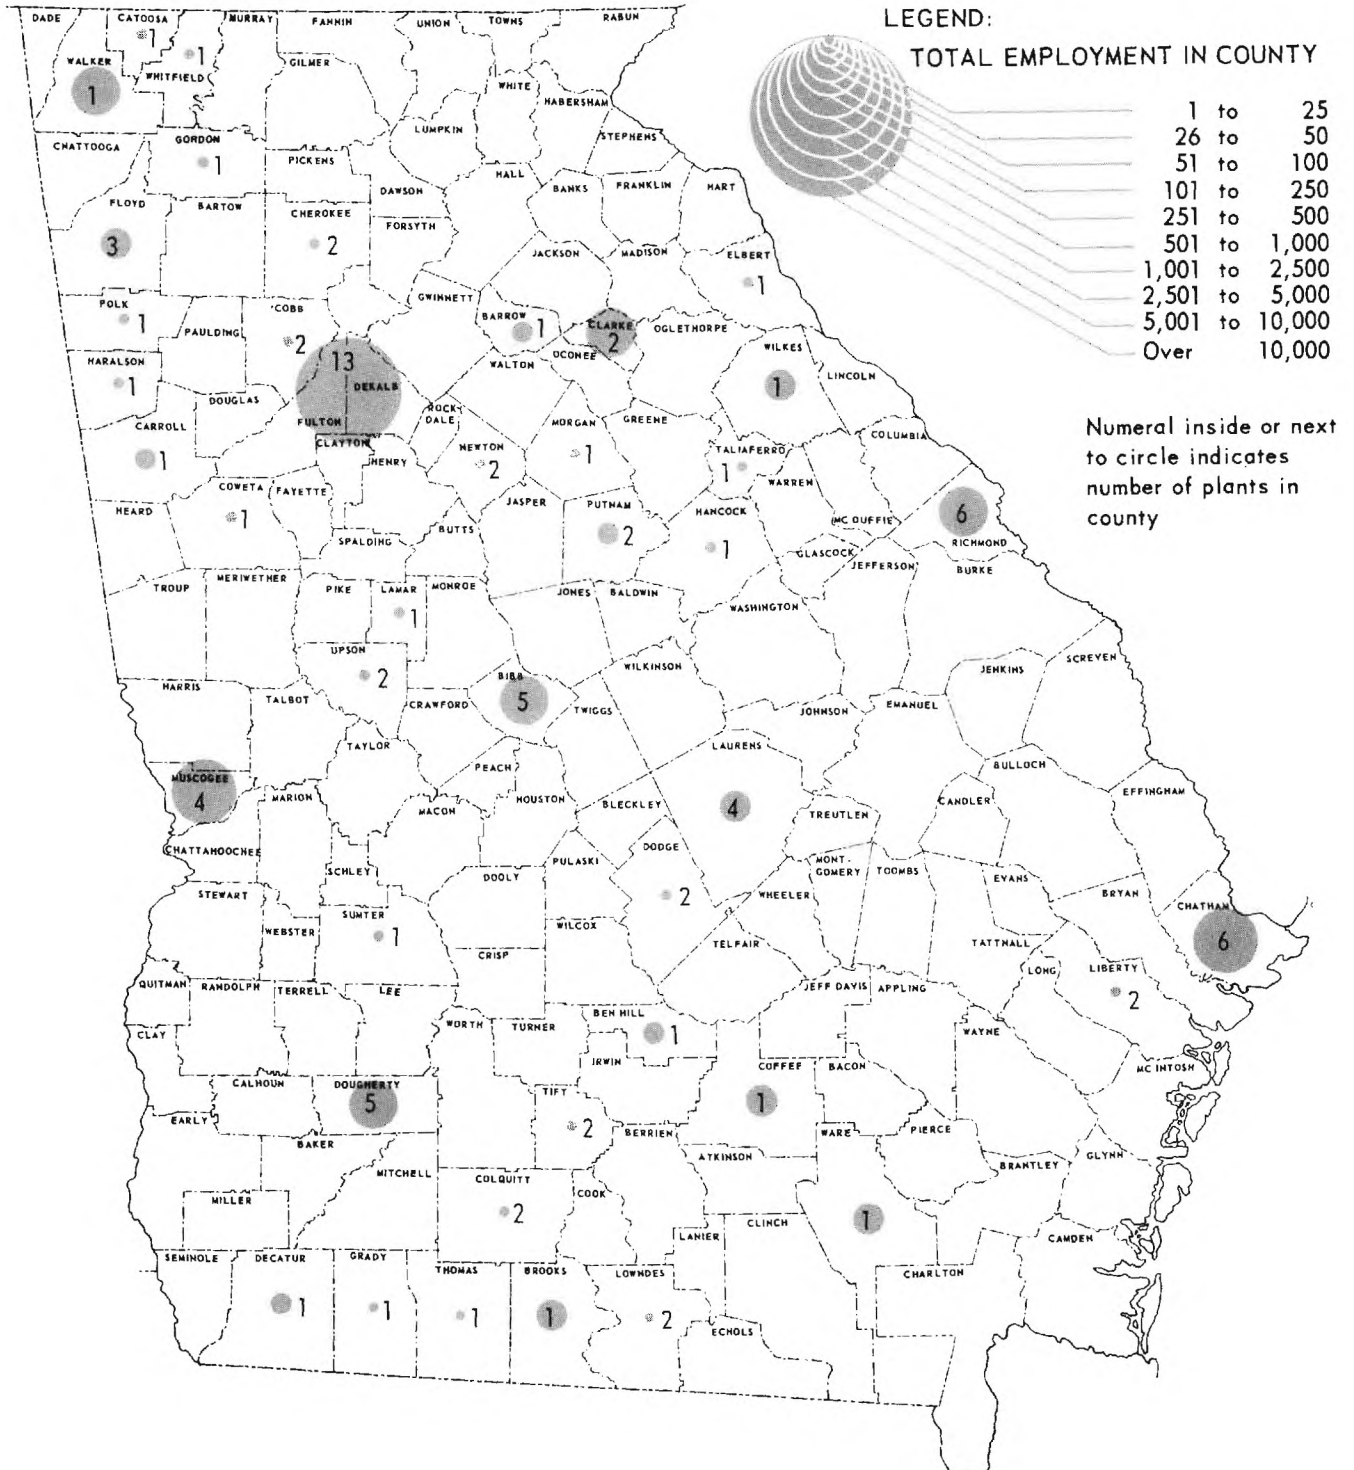 LEGEND:
TOTAL EMPLOYMENT IN COUNTY
1 to 25
26 to 50
51 to 100
101 to 250
251 to 500
501 to 1,000
1,001 to 2,500
2,501 to 5,000
5,001 to 10,000
Over 10,000
Numeral inside or next
to circle indicates
number of plants in
county
DADE
CATOOSA
1
WALKER
1
WHITFIELD
1
MURRAY
FANNIN
GILMER
UNION
TOWNS
RABUN
WHITE
HABERSHAM
LUMPKIN
STEPHENS
CHATTOOGA
GORDON
1
PICKENS
DAWSON
HALL
BANKS
FRANKLIN
HART
FLOYD
3
BARTOW
CHEROKEE
2
FORSYTH
JACKSON
MADISON
ELBERT
1
POLK
1
PAULDING
COBB
2
GWINNETT
BARROW
1
CLARKE
2
OGLETHORPE
OCONEE
WILKES
1
LINCOLN
HARALSON
1
DOUGLAS
13
DEKALB
FULTON
CLAYTON
WALTON
ROCK
DALE
CARROLL
1
HENRY
NEWTON
2
MORGAN
1
GREENE
TALIAFERRO
1
COLUMBIA
WARREN
MC DUFFIE
RICHMOND
6
HEARD
COWETA
1
FAYETTE
SPALDING
BUTTS
JASPER
PUTNAM
2
HANCOCK
1
GLASCOCK
JEFFERSON
BURKE
TROUP
MERIWETHER
PIKE
LAMAR
1
MONROE
JONES
BALDWIN
WASHINGTON
UPSON
2
BIBB
5
WILKINSON
JENKINS
SCREVEN
HARRIS
TALBOT
CRAWFORD
TWIGGS
JOHNSON
EMANUEL
TAYLOR
PEACH
LAURENS
4
BULLOCH
MUSCOGEE
4
MARION
MACON
HOUSTON
BLECKLEY
TREUTLEN
CANDLER
EFFINGHAM
CHATTAHOOCHEE
SCHLEY
DOOLY
PULASKI
DODGE
2
MONT-
GOMERY
TOOMBS
EVANS
BRYAN
STEWART
WEBSTER
SUMTER
1
WILCOX
WHEELER
TELFAIR
TATTNALL
CHATHAM
6
CRISP
QUITMAN
RANDOLPH
TERRELL
LEE
JEFF DAVIS
APPLING
LONG
LIBERTY
2
CLAY
WORTH
TURNER
BEN HILL
1
IRWIN
WAYNE
MC INTOSH
CALHOUN
DOUGHERTY
5
COFFEF
1
BACON
EARLY
BAKER
TIFT
2
BERRIEN
WARE
1
PIERCE
ATKINSON
BRANTLEY
GLYNN
MITCHELL
COLQUITT
2
COOK
MILLER
LANIER
CLINCH
CAMDEN
SEMINOLE
DECATUR
1
GRADY
1
THOMAS
1
BROOKS
1
LOWNDES
2
ECHOLS
CHARLTON